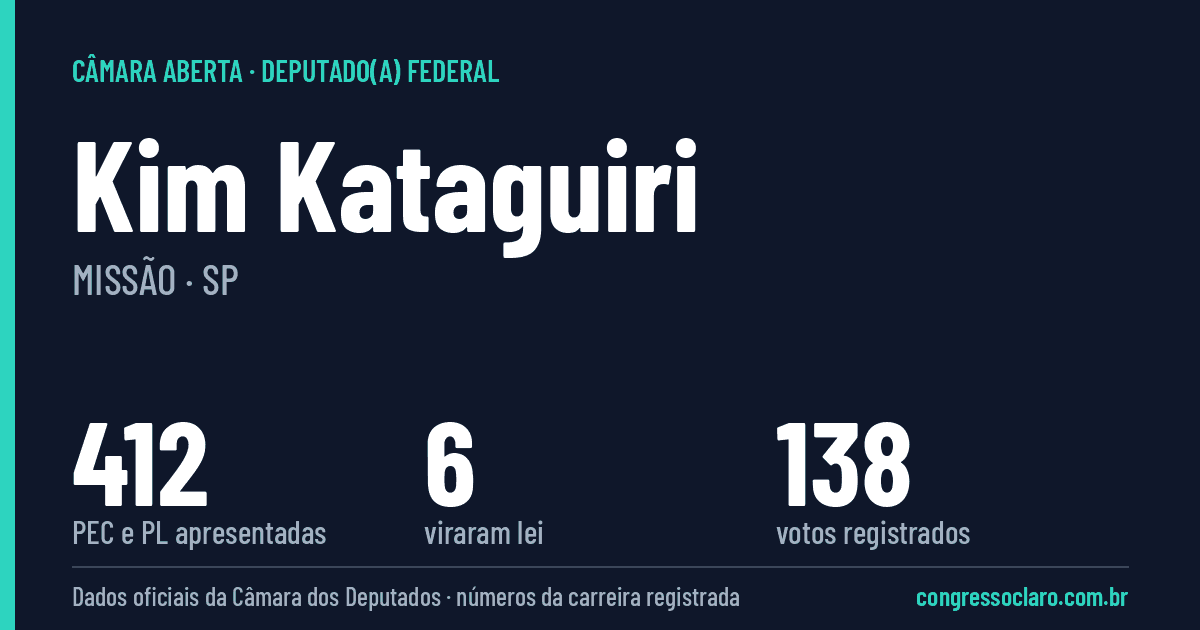 CÂMARA ABERTA · DEPUTADO(A) FEDERAL
Kim Kataguiri
MISSÃO · SP
412 6 138
PEC e PL apresentadas viraram lei votos registrados
Dados oficiais da Câmara dos Deputados · números da carreira registrada congressoclaro.com.br